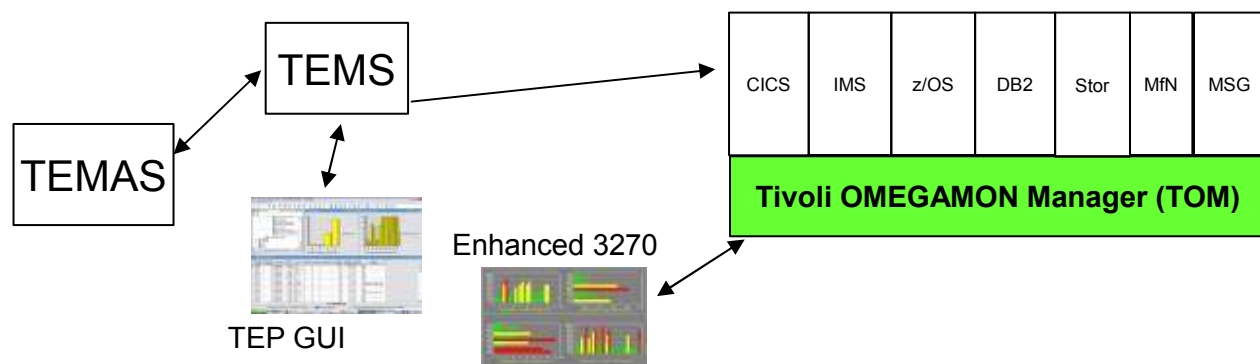 TEMS
TEMAS
CICS IMS z/OS DB2 Stor MfN MSG
Tivoli OMEGAMON Manager (TOM)
Enhanced 3270
TEP GUI